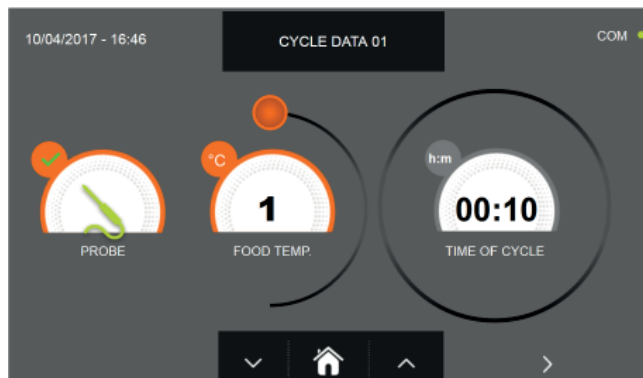 10/04/2017 - 16:46
CYCLE DATA 01
COM
°C
h:m
1
00:10
PROBE
FOOD TEMP.
TIME OF CYCLE